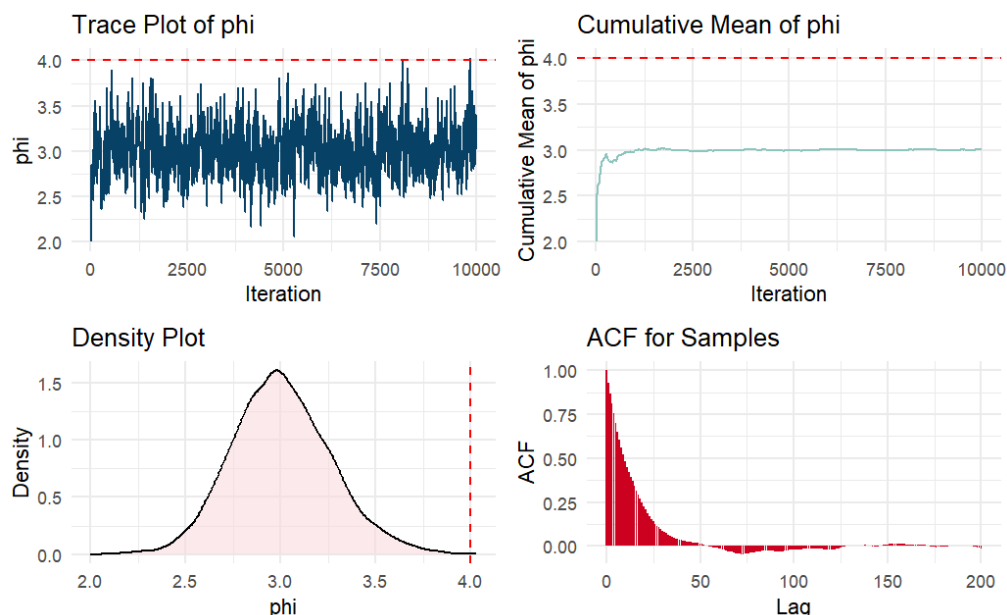 Trace Plot of phi
4.0
3.5
3.0
2.5
2.0
phi
0 2500 5000 7500 10000
Iteration
Cumulative Mean of phi
4.0
3.5
3.0
2.5
2.0
Cumulative Mean of phi
0 2500 5000 7500 10000
Iteration
Density Plot
1.5
1.0
0.5
0.0
Density
2.0 2.5 3.0 3.5 4.0
phi
ACF for Samples
1.00
0.75
0.50
0.25
0.00
ACF
0 50 100 150 200
Lag